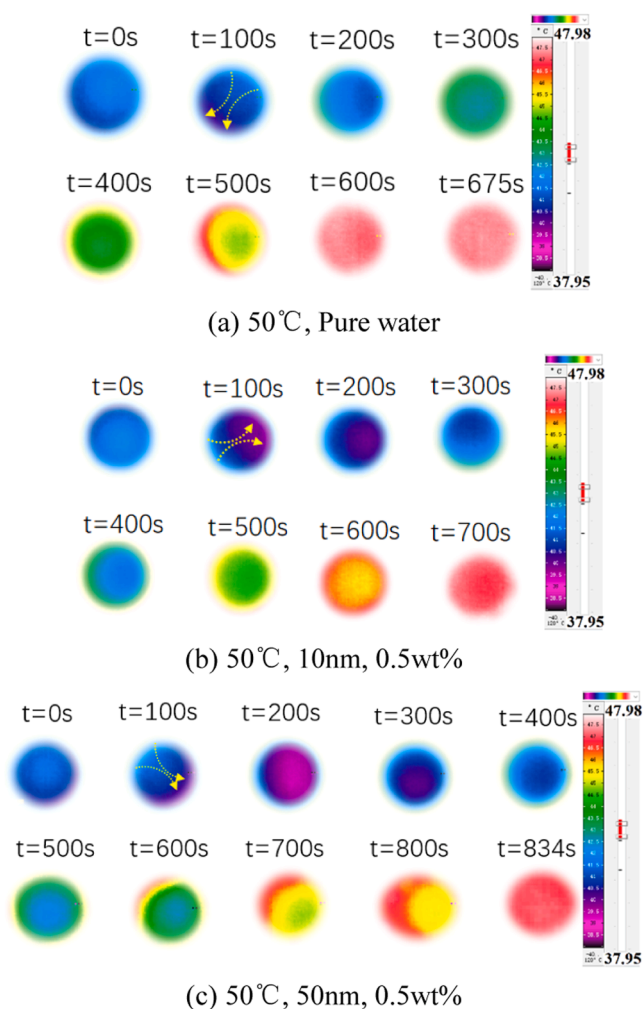 47.98
t=0s t=100s t=200s t=300s
° C
t=400s t=500s t=600s t=675s
37.95
(a) 50℃, Pure water
47.98
t=0s t=100s t=200s t=300s
° C
t=400s t=500s t=600s t=700s
37.95
(b) 50℃, 10nm, 0.5wt%
47.98
t=0s t=100s t=200s t=300s t=400s
° C
t=500s t=600s t=700s t=800s t=834s
37.95
(c) 50℃, 50nm, 0.5wt%